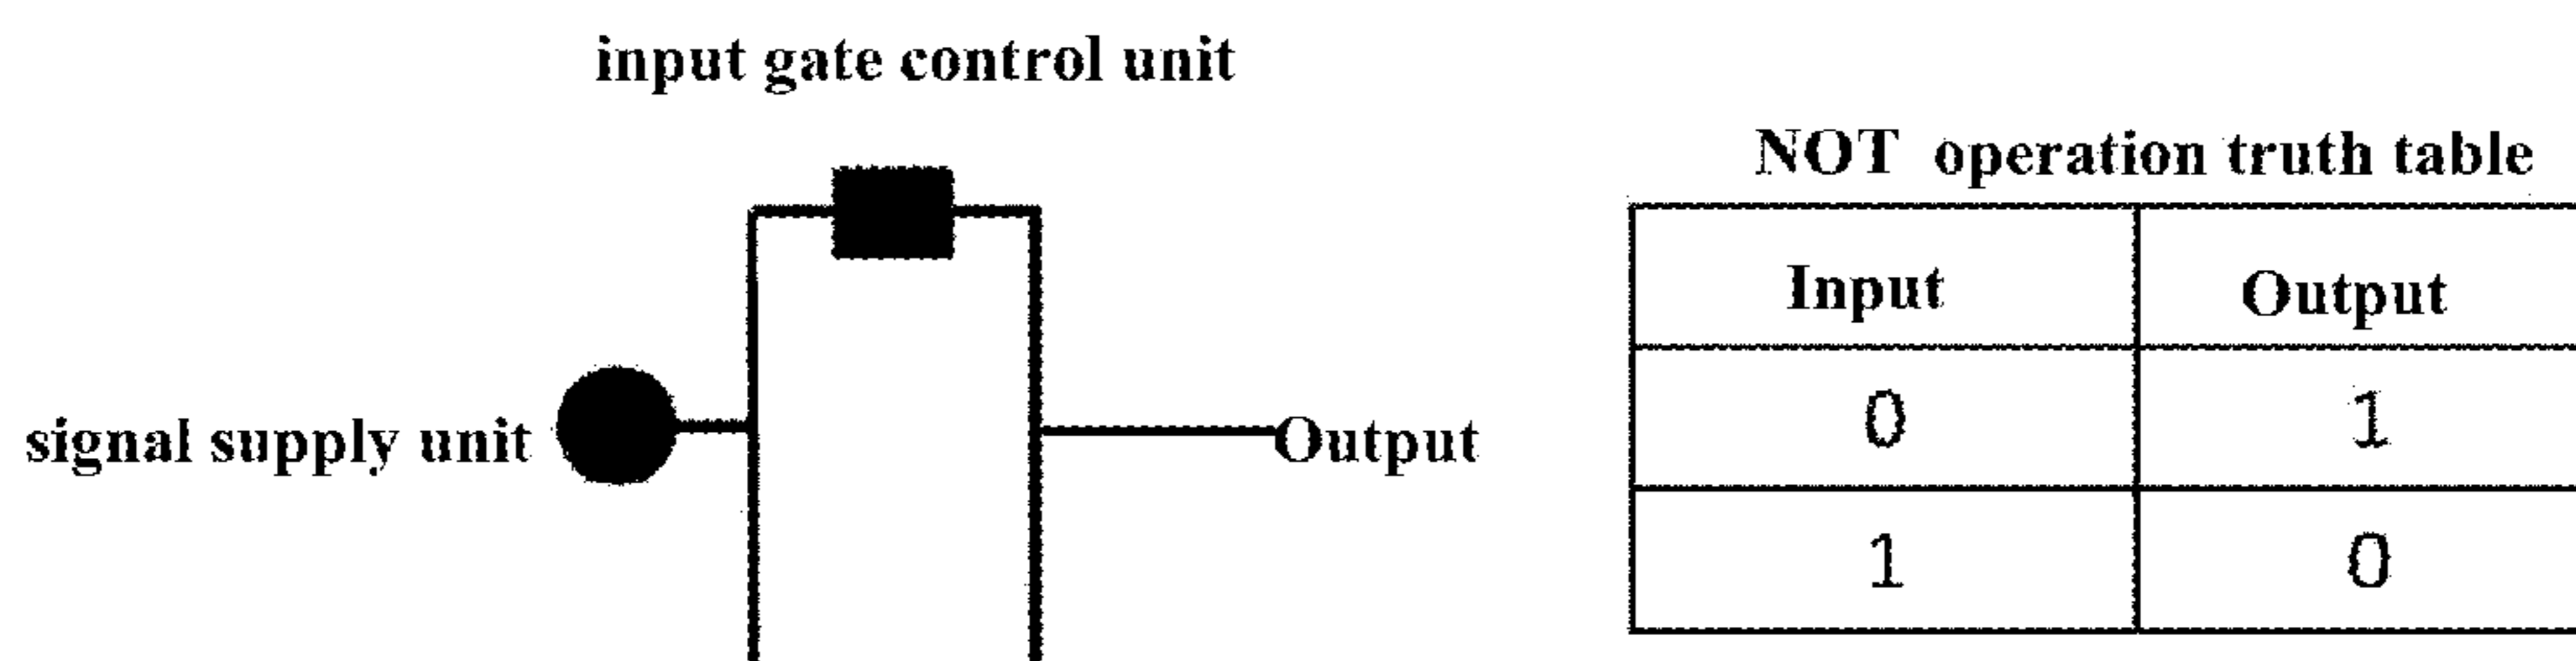 input gate control unit
signal supply unit
Output
NOT operation truth table
Input Output
0 1
1 0